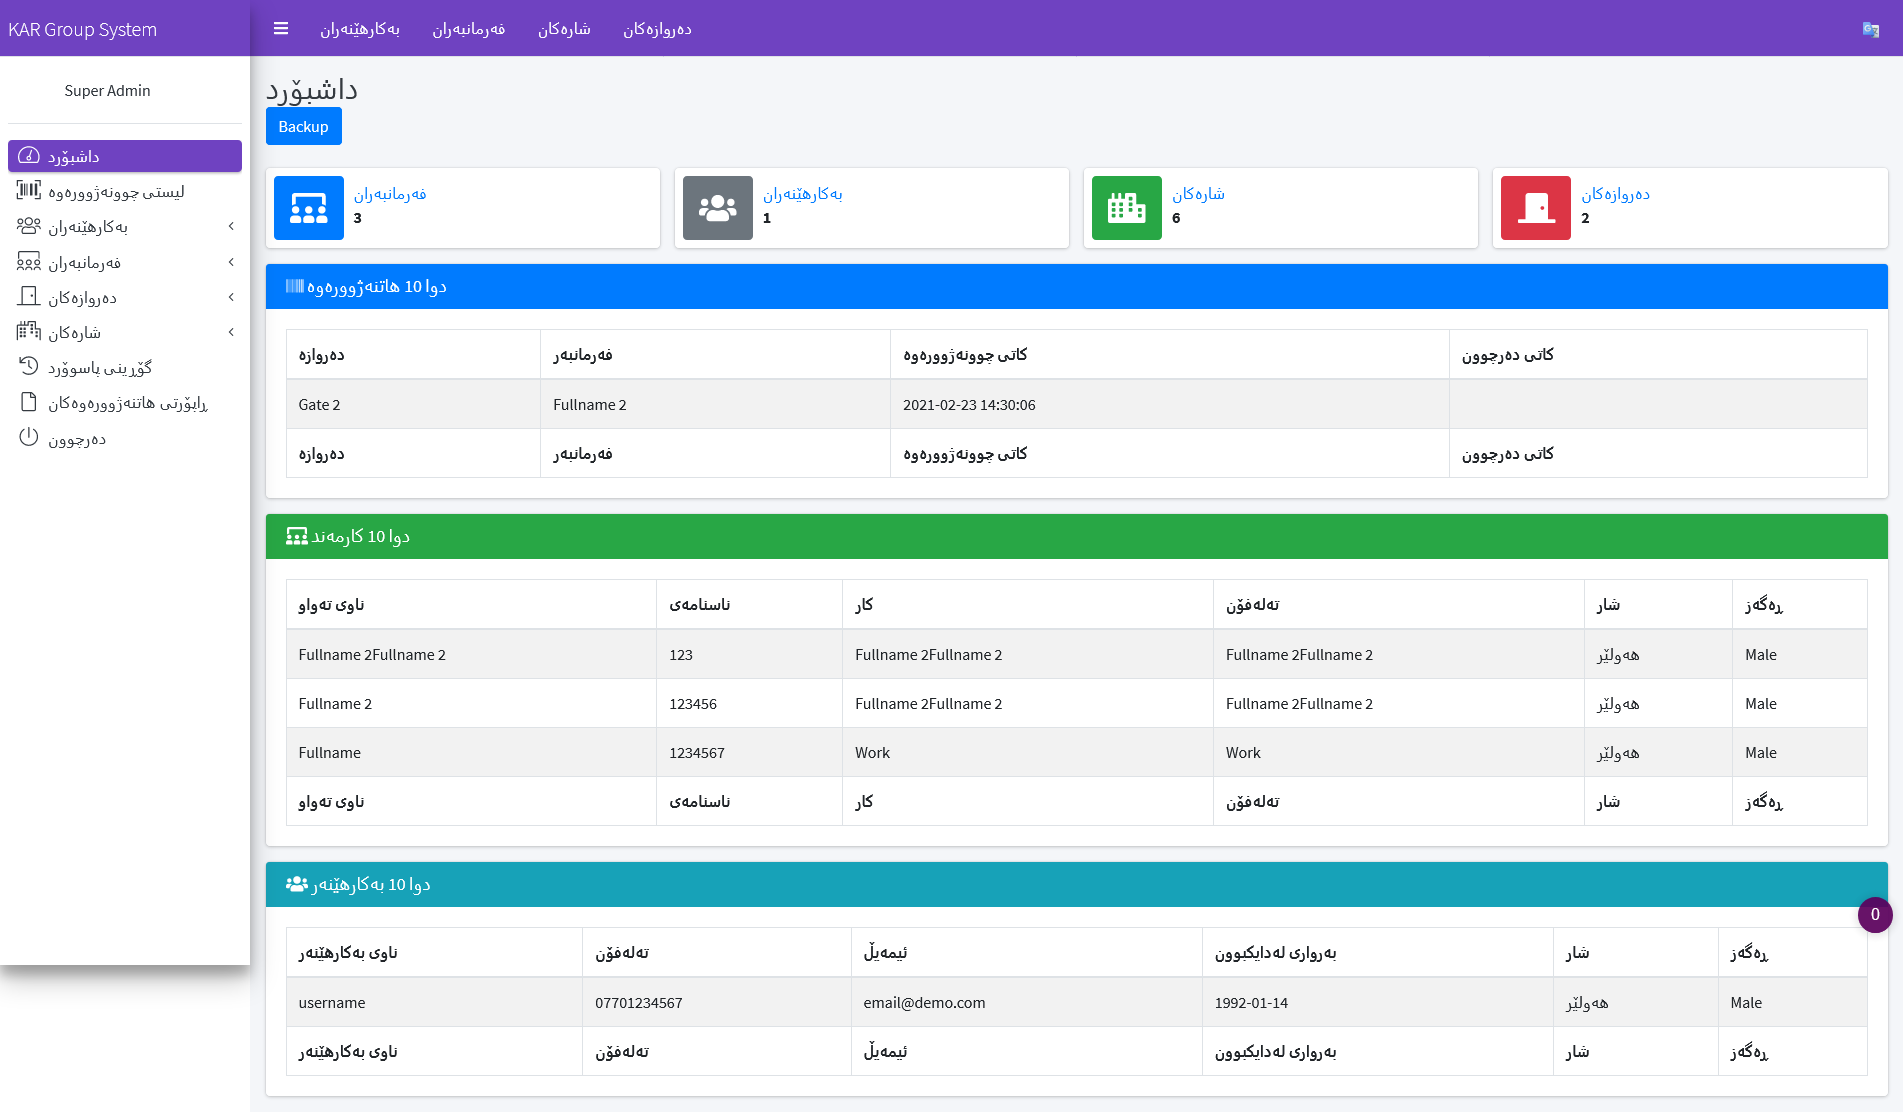 KAR Group System
بەکارهێنەران
فەرمانبەران
شارەکان
دەروازەکان
Super Admin
داشبۆرد
لیستی چوونەژوورەوە
بەکارهێنەران
فەرمانبەران
دەروازەکان
شارەکان
گۆڕینی پاسوۆرد
ڕاپۆرتی هاتنەژوورەوەکان
دەرچوون
داشبۆرد
Backup
فەرمانبەران
3
بەکارهێنەران
1
شارەکان
6
دەروازەکان
2
دوا 10 هاتنەژوورەوە
دەروازە	فەرمانبەر	کاتی چوونەژوورەوە	کاتی دەرچوون
Gate 2	Fullname 2	2021-02-23 14:30:06
دەروازە	فەرمانبەر	کاتی چوونەژوورەوە	کاتی دەرچوون
دوا 10 کارمەند
ناوی تەواو	ناسنامەی	کار	تەلەفۆن	شار	ڕەگەز
Fullname 2Fullname 2	123	Fullname 2Fullname 2	Fullname 2Fullname 2	هەولێر	Male
Fullname 2	123456	Fullname 2Fullname 2	Fullname 2Fullname 2	هەولێر	Male
Fullname	1234567	Work	Work	هەولێر	Male
ناوی تەواو	ناسنامەی	کار	تەلەفۆن	شار	ڕەگەز
دوا 10 بەکارهێنەر
0
ناوی بەکارهێنەر	تەلەفۆن	ئیمەیڵ	بەرواری لەدایکبوون	شار	ڕەگەز
username	07701234567	email@demo.com	1992-01-14	هەولێر	Male
ناوی بەکارهێنەر	تەلەفۆن	ئیمەیڵ	بەرواری لەدایکبوون	شار	ڕەگەز